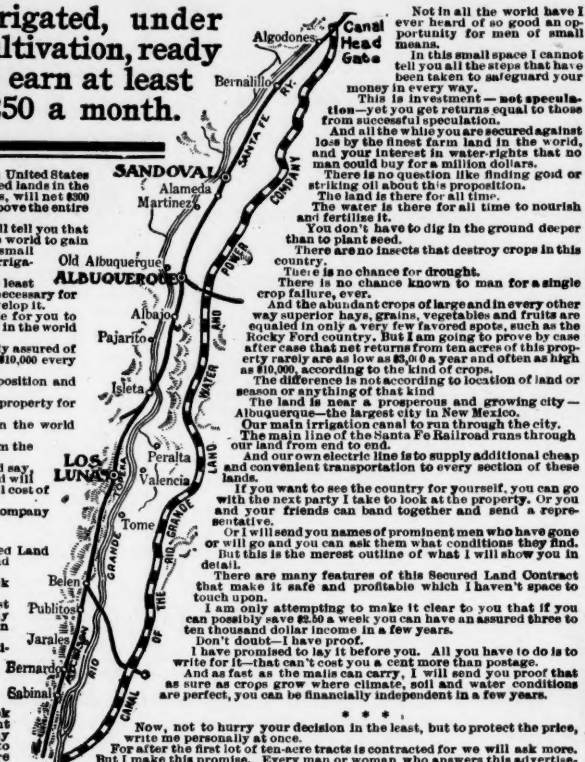 rigated, under
ltivation, ready
earn at least
$50 a month.
United States
ed lands in the
s, will net $300
bove the entire
ll tell you that
world to gain
small
rriga-
least
necessary for
velop it.
e for you to
in the world
ly assured of
$10,000 every
position and
property for
n the world
m the
d say,
d will
l cost of
ompany
ed Land
nd
Algodones
Canal
Head
Gate
Bernalillo
SANTA FE RY.
SANDOVAL
Alameda
Martinez
Old Albuquerque
ALBUQUERQUE
Albajo
Pajarito
Isleta
Peralta
LOS
LUNAS
Valencia
Tome
Belen
Publitos
Jarales
Bernardo
Sabinal
RIO GRANDE
CANAL OF THE RIO GRANDE LAND WATER AND POWER COMPANY
Not in all the world have I
ever heard of so good an op-
portunity for men of small
means.
In this small space I cannot
tell you all the steps that have
been taken to safeguard your
money in every way.
This is investment—not specula-
tion—yet you get returns equal to those
from successful speculation.
And all the while you are secured against
loss by the finest farm land in the world,
and your interest in water-rights that no
man could buy for a million dollars.
There is no question like finding gold or
striking oil about this proposition.
The land is there for all time.
The water is there for all time to nourish
and fertilize it.
You don't have to dig in the ground deeper
than to plant seed.
There are no insects that destroy crops in this
country.
There is no chance for drought.
There is no chance known to man for a single
crop failure, ever.
And the abundant crops of large and in every other
way superior hays, grains, vegetables and fruits are
equaled in only a very few favored spots, such as the
Rocky Ford country. But I am going to prove by case
after case that net returns from ten acres of this prop-
erty rarely are as low as $3,000 a year and often as high
as $10,000, according to the kind of crops.
The difference is not according to location of land or
season or anything of that kind
The land is near a prosperous and growing city—
Albuquerque—the largest city in New Mexico.
Our main irrigation canal to run through the city.
The main line of the Santa Fe Railroad runs through
our land from end to end.
And our own electric line is to supply additional cheap
and convenient transportation to every section of these
lands.
If you want to see the country for yourself, you can go
with the next party I take to look at the property. Or you
and your friends can band together and send a repre-
sentative.
Or I will send you names of prominent men who have gone
or will go and you can ask them what conditions they find.
But this is the merest outline of what I will show you in
detail.
There are many features of this Secured Land Contract
that make it safe and profitable which I haven't space to
touch upon.
I am only attempting to make it clear to you that if you
can possibly save $2.50 a week you can have an assured three to
ten thousand dollar income in a few years.
Don't doubt—I have proof.
I have promised to lay it before you. All you have to do is to
write for it—that can't cost you a cent more than postage.
And as fast as the mails can carry, I will send you proof that
as sure as crops grow where climate, soil and water conditions
are perfect, you can be financially independent in a few years.
* * *
Now, not to hurry your decision in the least, but to protect the price,
write me personally at once.
For after the first lot of ten-acre tracts is contracted for we will ask more.
But I make this promise. Every man or woman who answers this advertise-